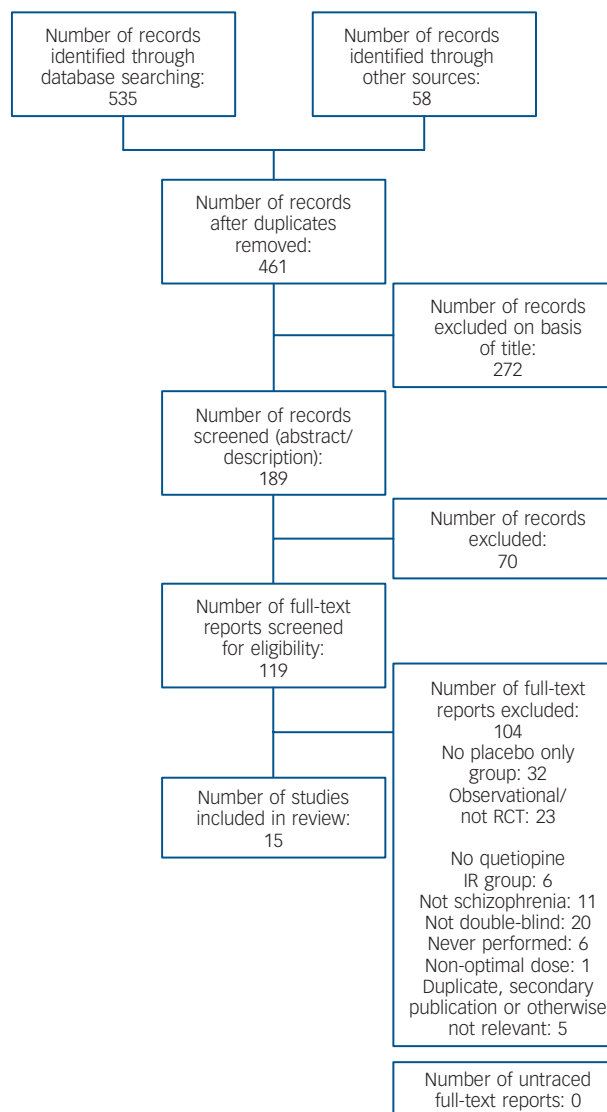 Number of records
identified through
database searching:
535
Number of records
identified through
other sources:
58
Number of records
after duplicates
removed:
461
Number of records
excluded on basis
of title:
272
Number of records
screened (abstract/
description):
189
Number of records
excluded:
70
Number of full-text
reports screened
for eligibility:
119
Number of full-text
reports excluded:
104
No placebo only
group: 32
Observational/
not RCT: 23
No quetiopine
IR group: 6
Not schizophrenia: 11
Not double-blind: 20
Never performed: 6
Non-optimal dose: 1
Duplicate, secondary
publication or otherwise
not relevant: 5
Number of studies
included in review:
15
Number of untraced
full-text reports: 0